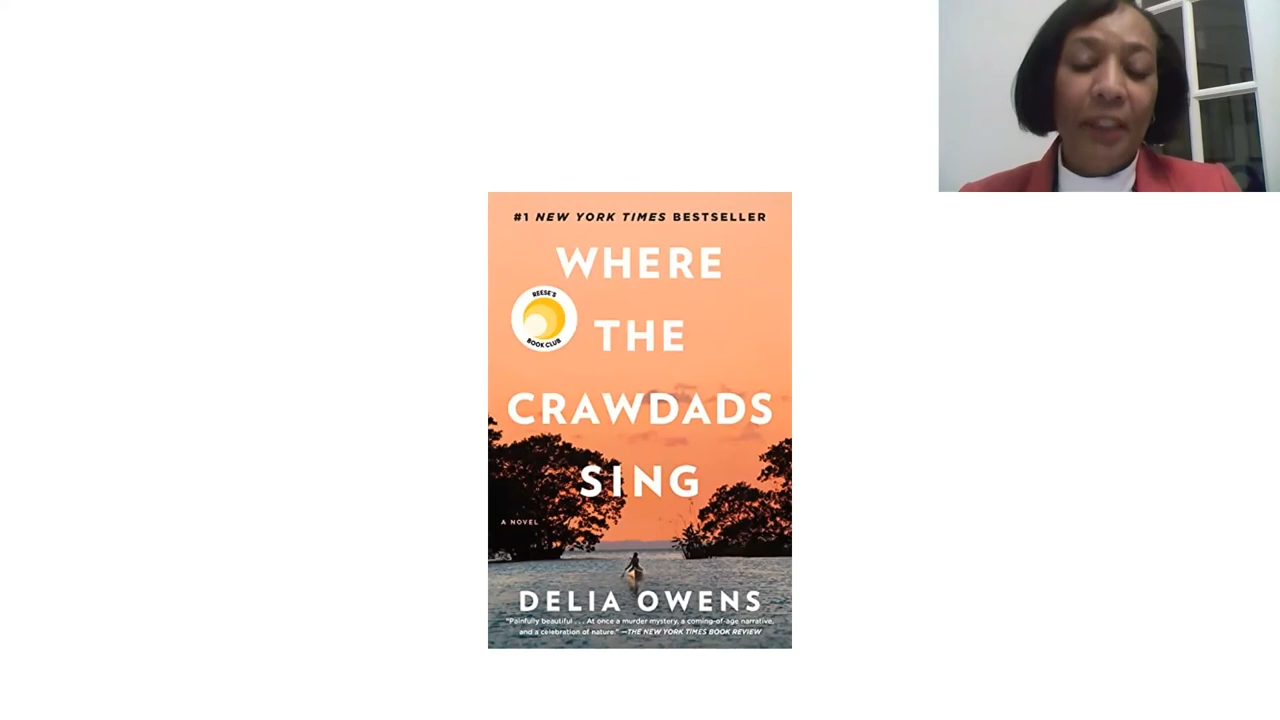 #1 NEW YORK TIMES BESTSELLER
WHERE
REESE'S
BOOK CLUB
THE
CRAWDADS
SING
A NOVEL
DELIA OWENS
"Painfully beautiful . . . At once a murder mystery, a coming-of-age narrative,
and a celebration of nature." —THE NEW YORK TIMES BOOK REVIEW